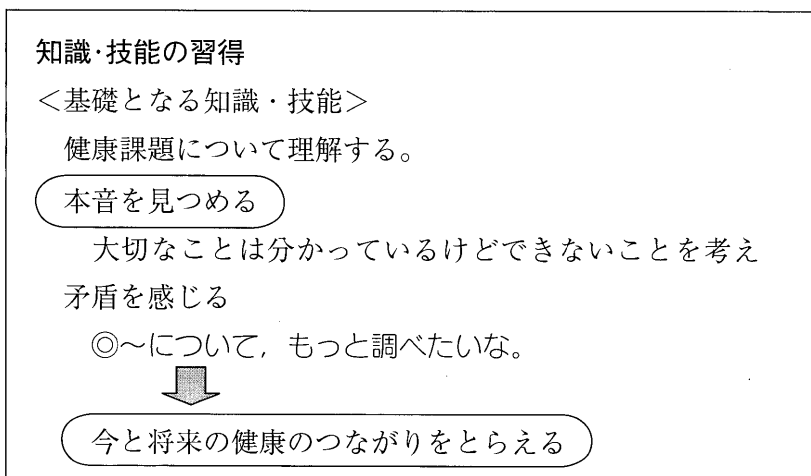 知識・技能の習得
＜基礎となる知識・技能＞
健康課題について理解する。
本音を見つめる
大切なことは分かっているけどできないことを考え
矛盾を感じる
◎～について，もっと調べたいな。
今と将来の健康のつながりをとらえる